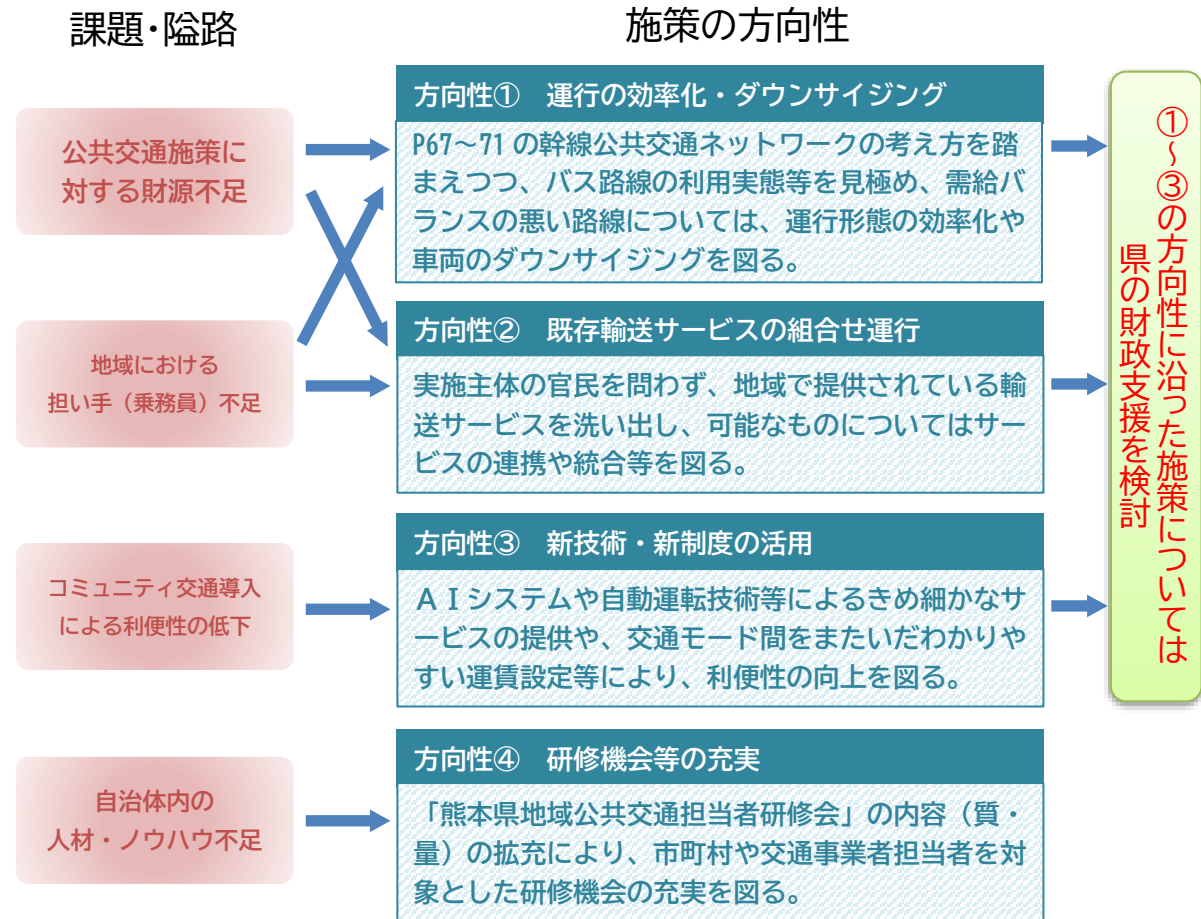 課題・隘路
施策の方向性
公共交通施策に
対する財源不足
地域における
担い手（乗務員）不足
コミュニティ交通導入
による利便性の低下
自治体内の
人材・ノウハウ不足
方向性①　運行の効率化・ダウンサイジング
P67～71 の幹線公共交通ネットワークの考え方を踏
まえつつ、バス路線の利用実態等を見極め、需給バ
ランスの悪い路線については、運行形態の効率化や
車両のダウンサイジングを図る。
方向性②　既存輸送サービスの組合せ運行
実施主体の官民を問わず、地域で提供されている輸
送サービスを洗い出し、可能なものについてはサー
ビスの連携や統合等を図る。
方向性③　新技術・新制度の活用
ＡＩシステムや自動運転技術等によるきめ細かなサ
ービスの提供や、交通モード間をまたいだわかりや
すい運賃設定等により、利便性の向上を図る。
方向性④　研修機会等の充実
「熊本県地域公共交通担当者研修会」の内容（質・
量）の拡充により、市町村や交通事業者担当者を対
象とした研修機会の充実を図る。
①～③の方向性に沿った施策については
県の財政支援を検討